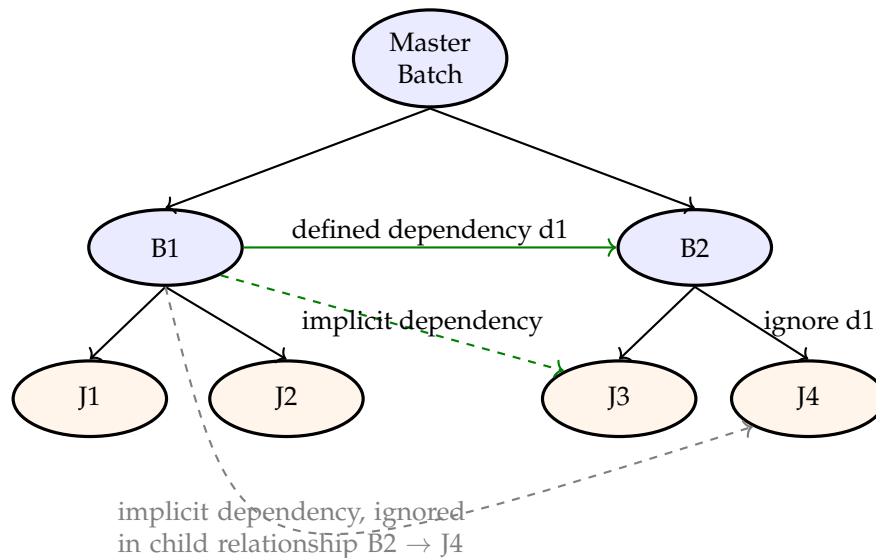 Master
Batch
B1
defined dependency d1
B2
implicit dependency
ignore d1
J1
J2
J3
J4
implicit dependency, ignored
in child relationship B2 → J4